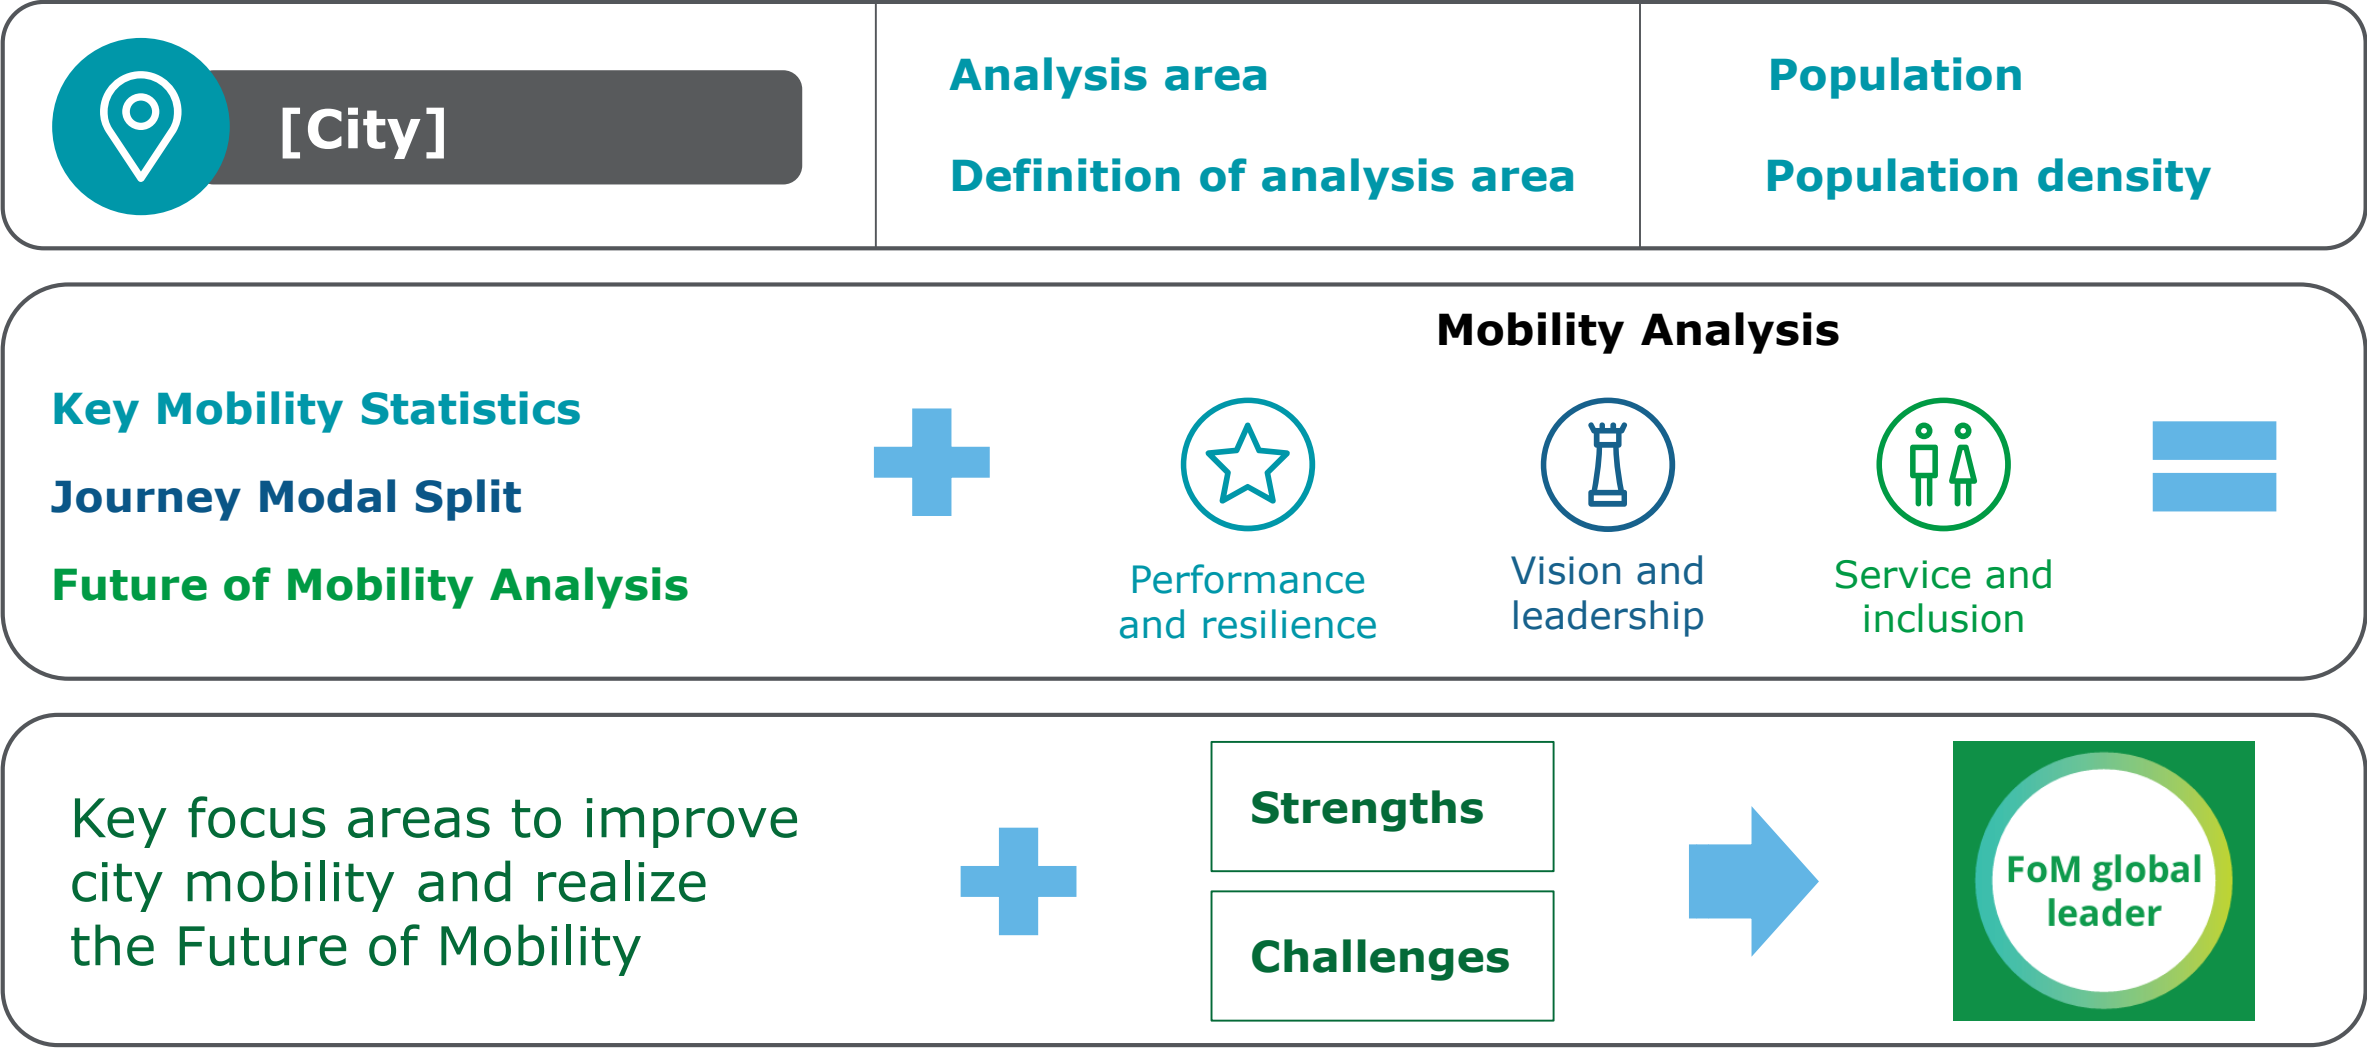 [City]
Analysis area
Definition of analysis area
Population
Population density
Key Mobility Statistics
Journey Modal Split
Future of Mobility Analysis
Mobility Analysis
Performance
and resilience
Vision and
leadership
Service and
inclusion
Key focus areas to improve
city mobility and realize
the Future of Mobility
Strengths
Challenges
FoM global
leader